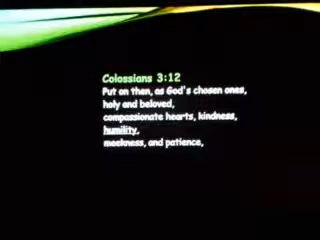 Colossians 3:12
Put on then, as God's chosen ones,
holy and beloved,
compassionate hearts, kindness,
humility,
meekness, and patience,